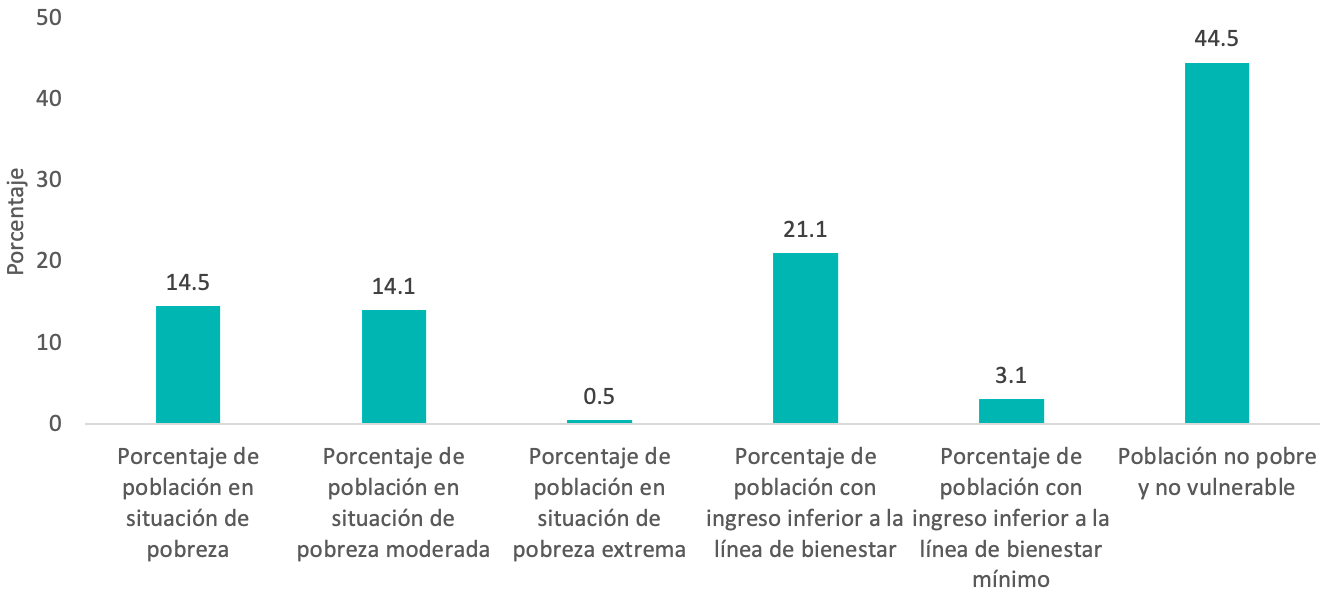 50
40
30
20
10
0
Porcentaje
14.5
14.1
0.5
21.1
3.1
44.5
Porcentaje de
población en
situación de
pobreza
Porcentaje de
población en
situación de
pobreza moderada
Porcentaje de
población en
situación de
pobreza extrema
Porcentaje de
población con
ingreso inferior a la
línea de bienestar
Porcentaje de
población con
ingreso inferior a la
línea de bienestar
mínimo
Población no pobre
y no vulnerable